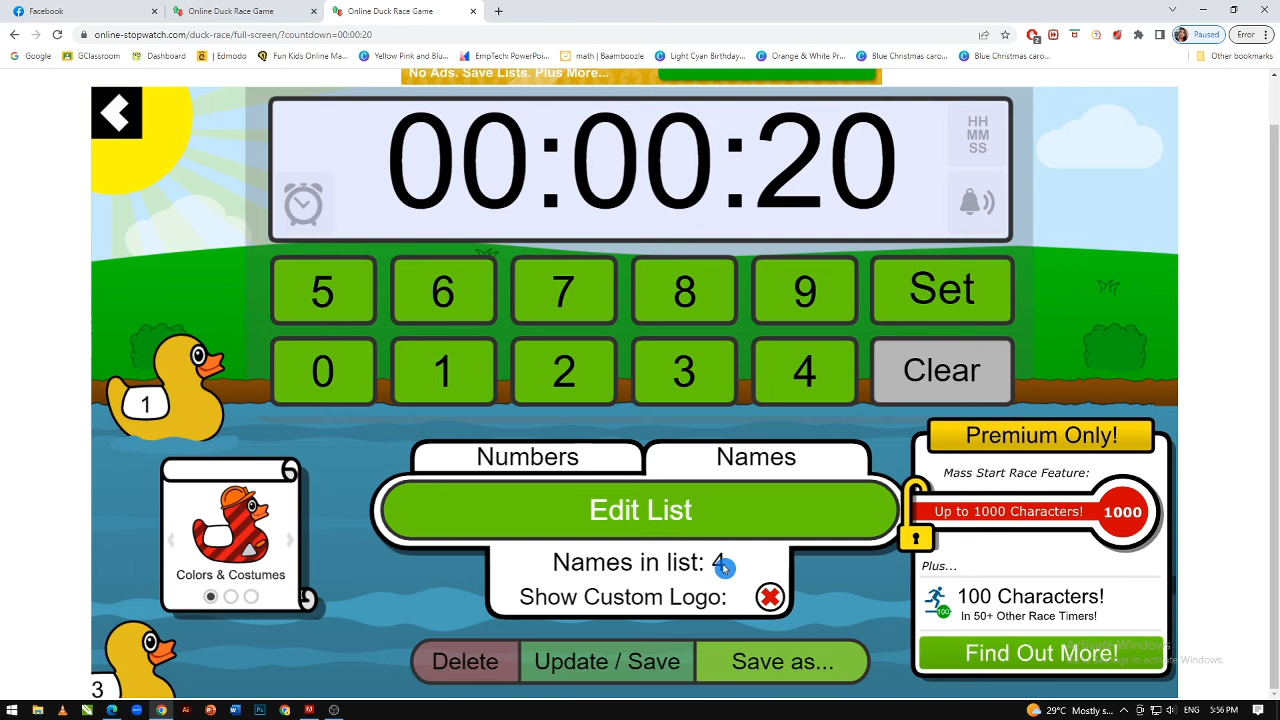 Facebook
Online Duck Race Game
Online Duck Race Game
online-stopwatch.com/duck-race/full-screen/?countdown=00:00:20
2
Paused
Error
Google
GClassroom
Dashboard
Fun Kids Online Ma...
EmpTech PowerPoi...
math | Baamboozle
Yellow Pink and Blu...
Light Cyan Birthday...
Orange & White Pr...
Blue Christmas caro...
Blue Christmas caro...
Other bookmarks
No Ads. Save Lists. Plus More...
00:00:20
HH
MM
SS
5 6 7 8 9 Set
0 1 2 3 4 Clear
1
Numbers
Names
Edit List
Names in list: 4
Show Custom Logo:
Colors & Costumes
Delete
Update / Save
Save as...
3
Premium Only!
Mass Start Race Feature:
Up to 1000 Characters!
1000
Plus...
100
100 Characters!
In 50+ Other Race Timers!
Find Out More!
Activate Windows
29°C Mostly s...
ENG
5:56 PM